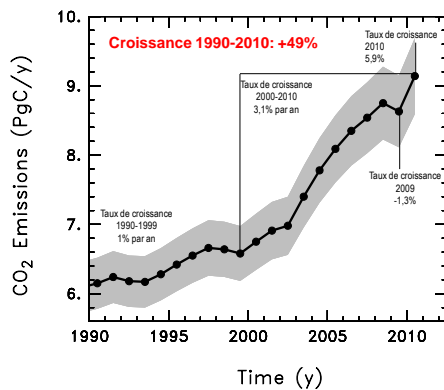 Croissance 1990-2010: +49%
Taux de croissance
2010
5,9%
Taux de croissance
2000-2010
3,1% par an
Taux de croissance
2009
-1,3%
Taux de croissance
1990-1999
1% par an
CO2 Emissions (PgC/y)
9.
8.
7.
6.
1990
1995
2000
2005
2010
Time (y)